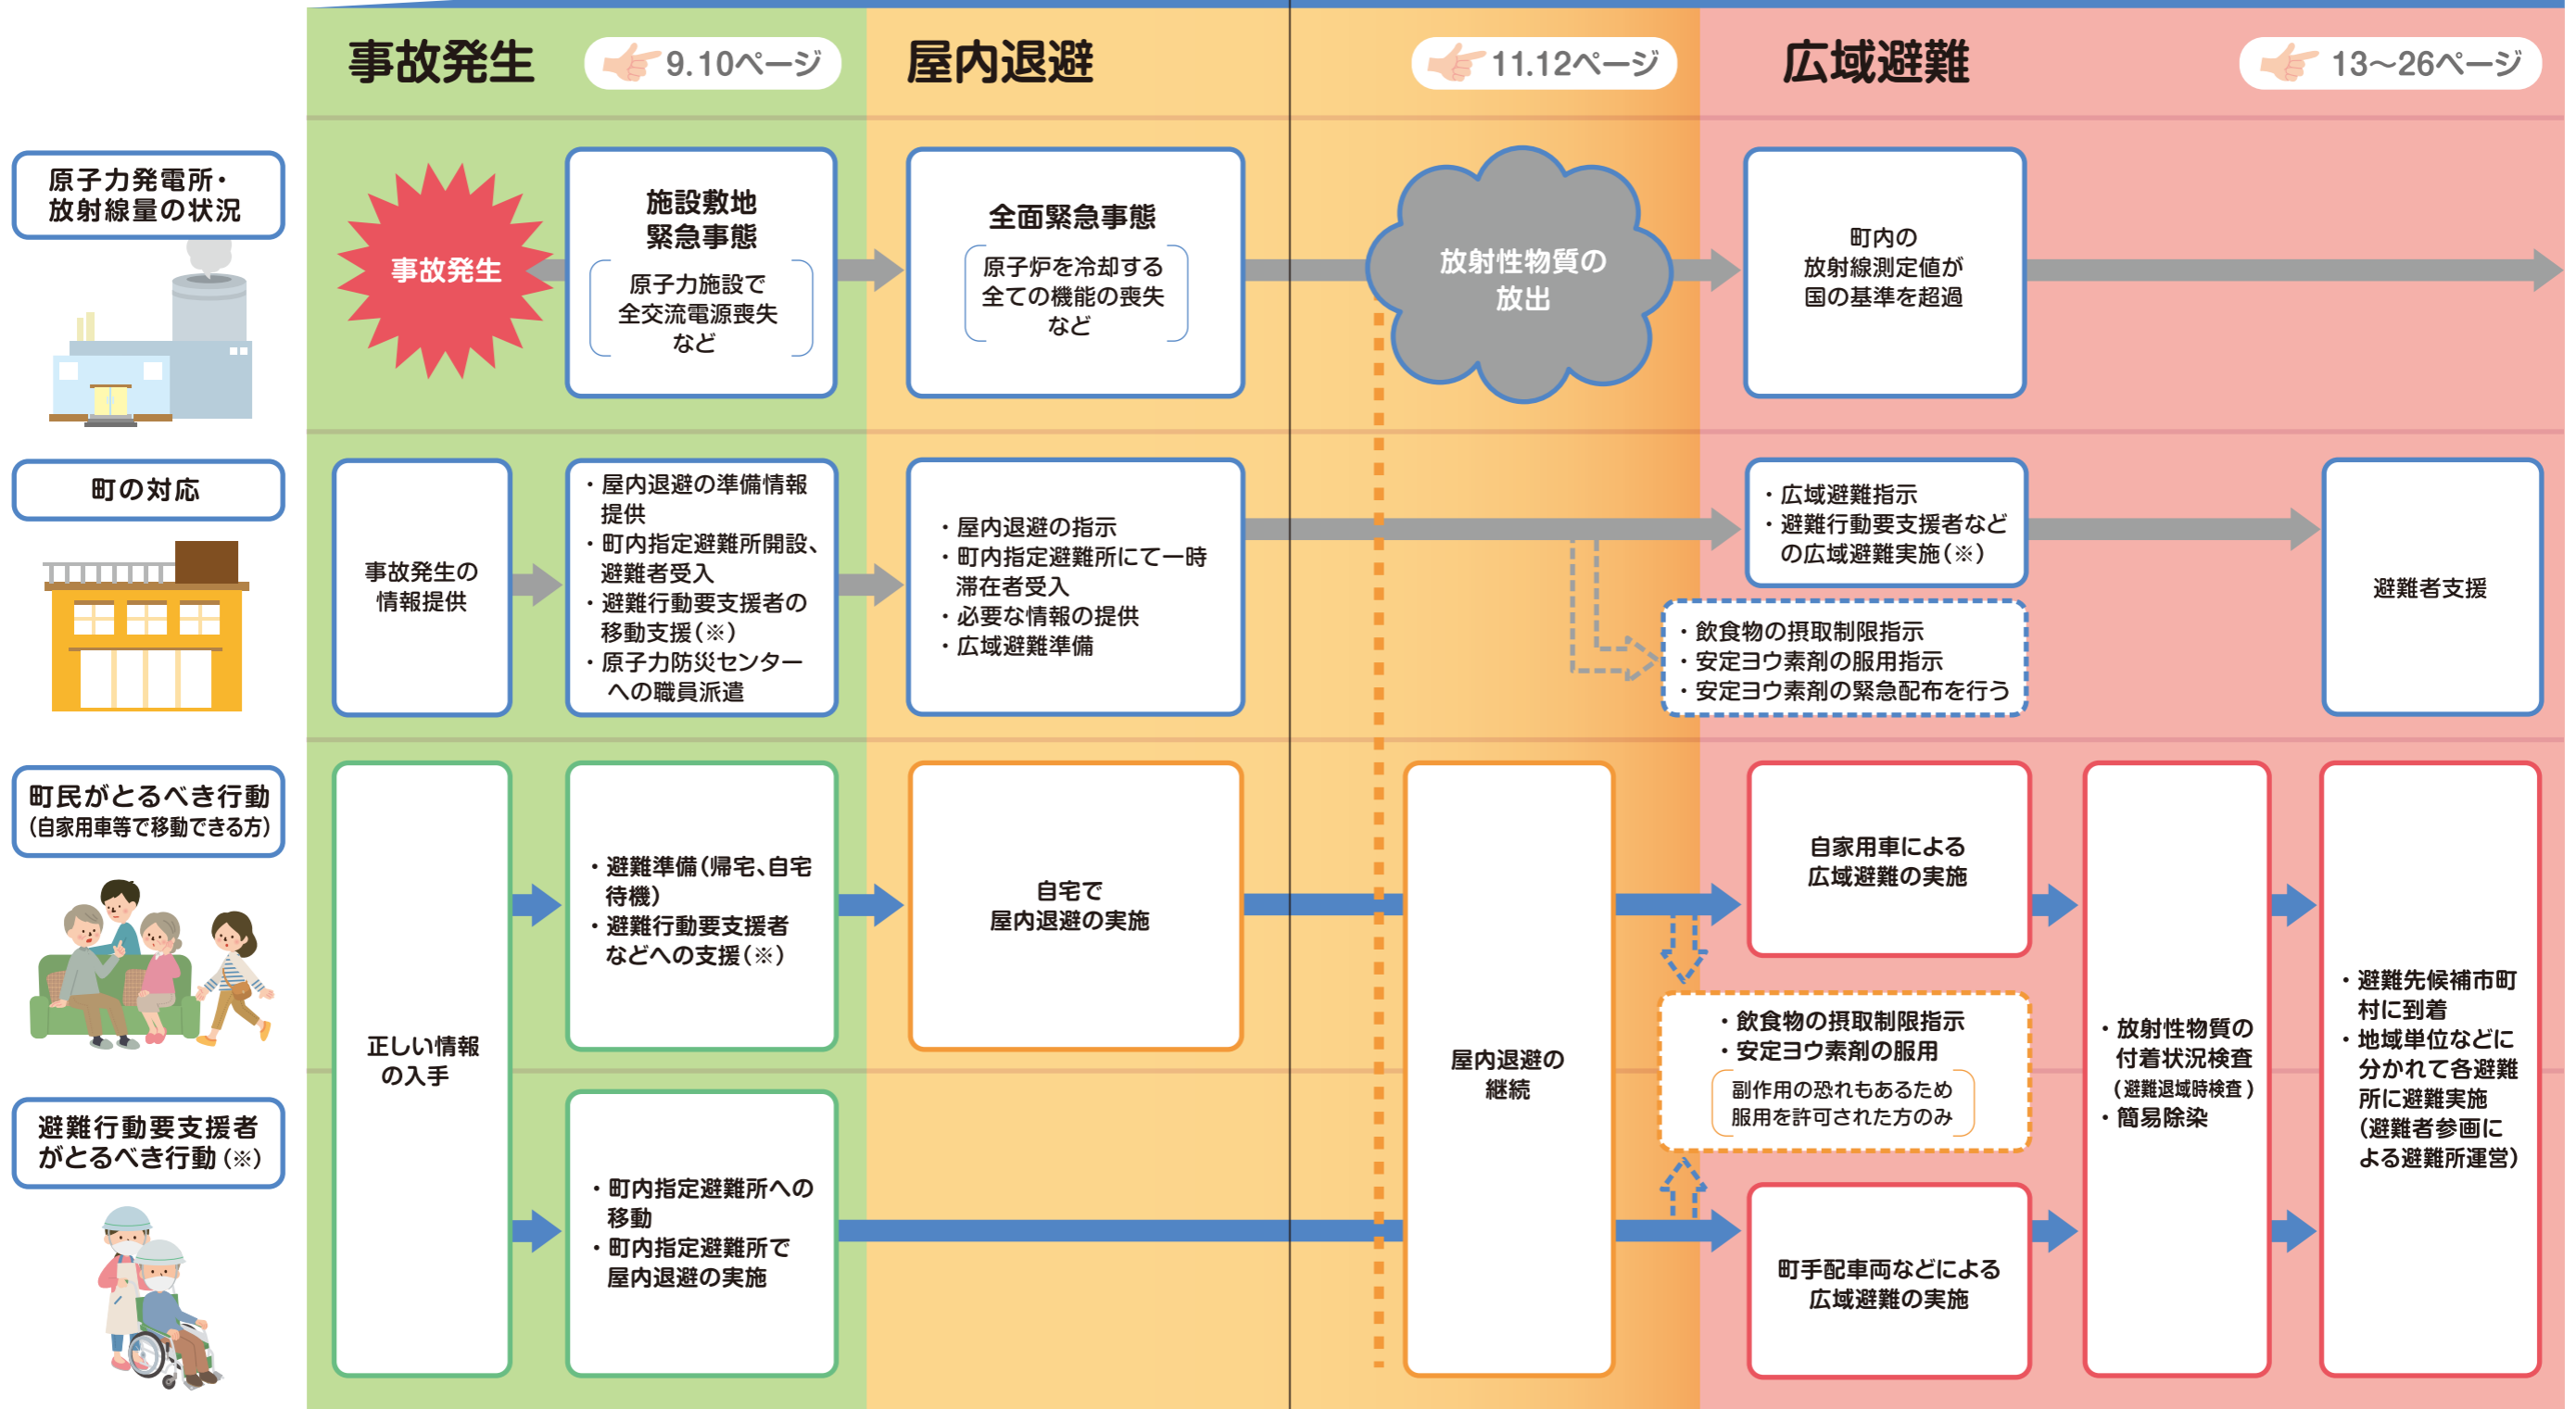 事故発生
9.10ページ
屋内退避
11.12ページ
広域避難
13〜26ページ
原子力発電所・
放射線量の状況
事故発生
施設敷地
緊急事態
原子力施設で
全交流電源喪失
など
全面緊急事態
原子炉を冷却する
全ての機能の喪失
など
放射性物質の
放出
町内の
放射線測定値が
国の基準を超過
町の対応
事故発生の
情報提供
・屋内退避の準備情報
提供
・町内指定避難所開設、
避難者受入
・避難行動要支援者の
移動支援(※)
・原子力防災センター
への職員派遣
・屋内退避の指示
・町内指定避難所にて一時
滞在者受入
・必要な情報の提供
・広域避難準備
・広域避難指示
・避難行動要支援者など
の広域避難実施(※)
・飲食物の摂取制限指示
・安定ヨウ素剤の服用指示
・安定ヨウ素剤の緊急配布を行う
避難者支援
町民がとるべき行動
(自家用車等で移動できる方)
避難行動要支援者
がとるべき行動(※)
正しい情報
の入手
・避難準備(帰宅、自宅
待機)
・避難行動要支援者
などへの支援(※)
・町内指定避難所への
移動
・町内指定避難所で
屋内退避の実施
自宅で
屋内退避の実施
屋内退避の
継続
自家用車による
広域避難の実施
・飲食物の摂取制限指示
・安定ヨウ素剤の服用
副作用の恐れもあるため
服用を許可された方のみ
町手配車両などによる
広域避難の実施
・放射性物質の
付着状況検査
(避難退域時検査)
・簡易除染
・避難先候補市町
村に到着
・地域単位などに
分かれて各避難
所に避難実施
(避難者参画に
よる避難所運営)